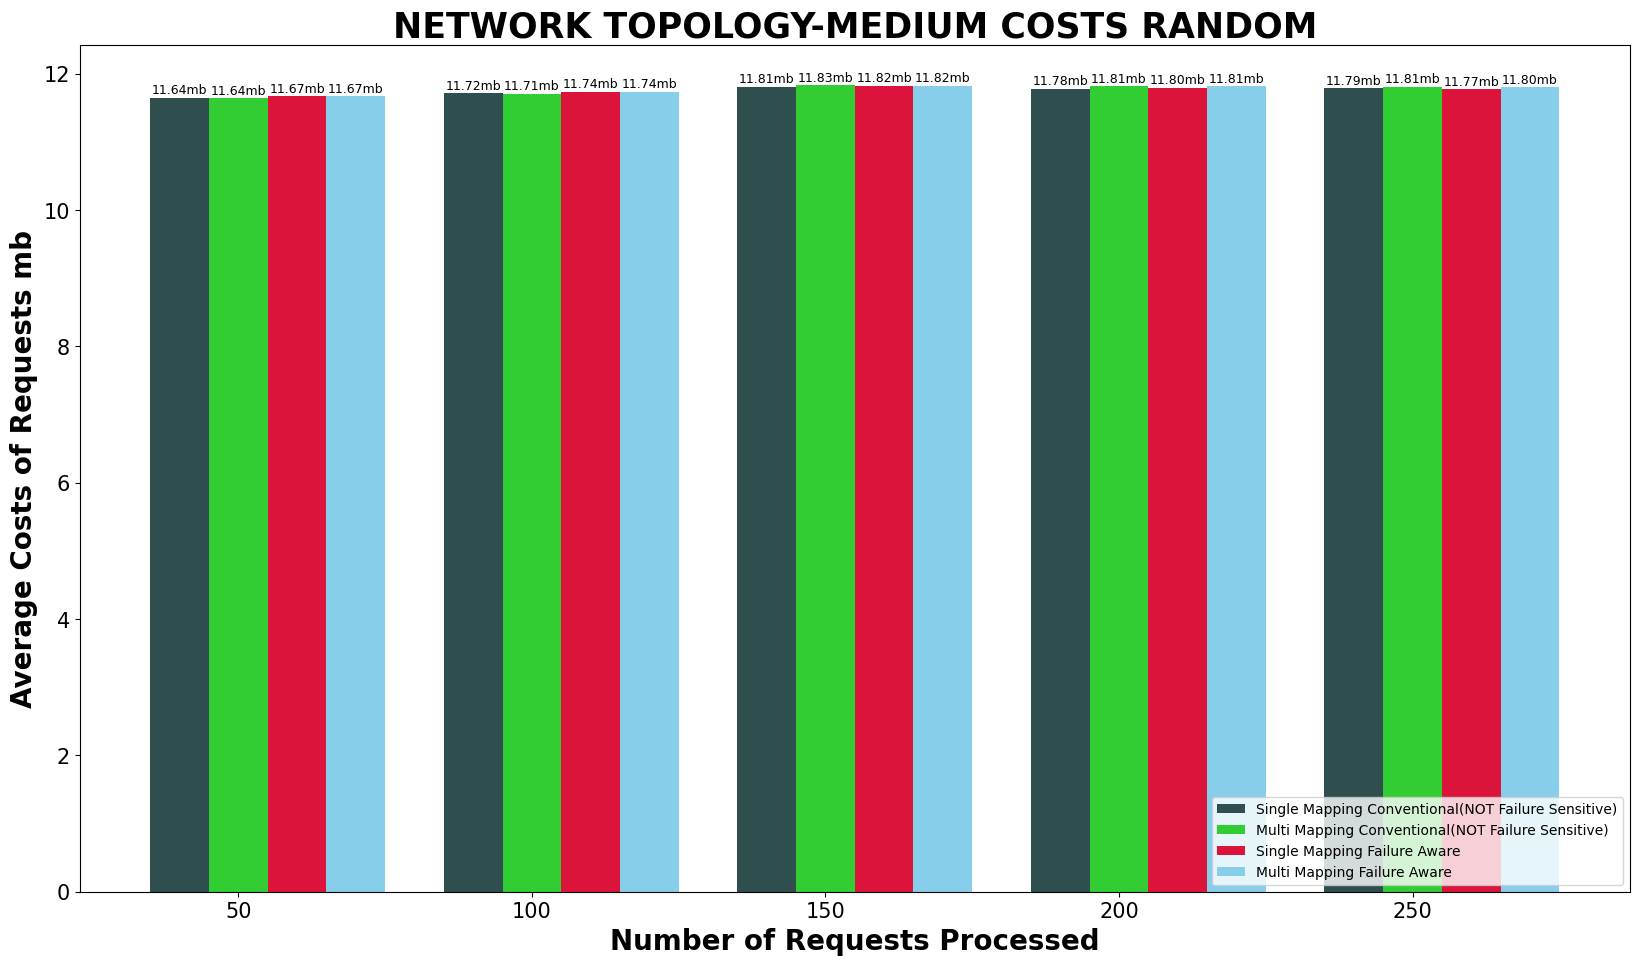 NETWORK TOPOLOGY-MEDIUM COSTS RANDOM
Average Costs of Requests mb
12
10
8
6
4
2
0
11.64mb 11.64mb 11.67mb 11.67mb
11.72mb 11.71mb 11.74mb 11.74mb
11.81mb 11.83mb 11.82mb 11.82mb
11.78mb 11.81mb 11.80mb 11.81mb
11.79mb 11.81mb 11.77mb 11.80mb
Single Mapping Conventional(NOT Failure Sensitive)
Multi Mapping Conventional(NOT Failure Sensitive)
Single Mapping Failure Aware
Multi Mapping Failure Aware
50 100 150 200 250
Number of Requests Processed